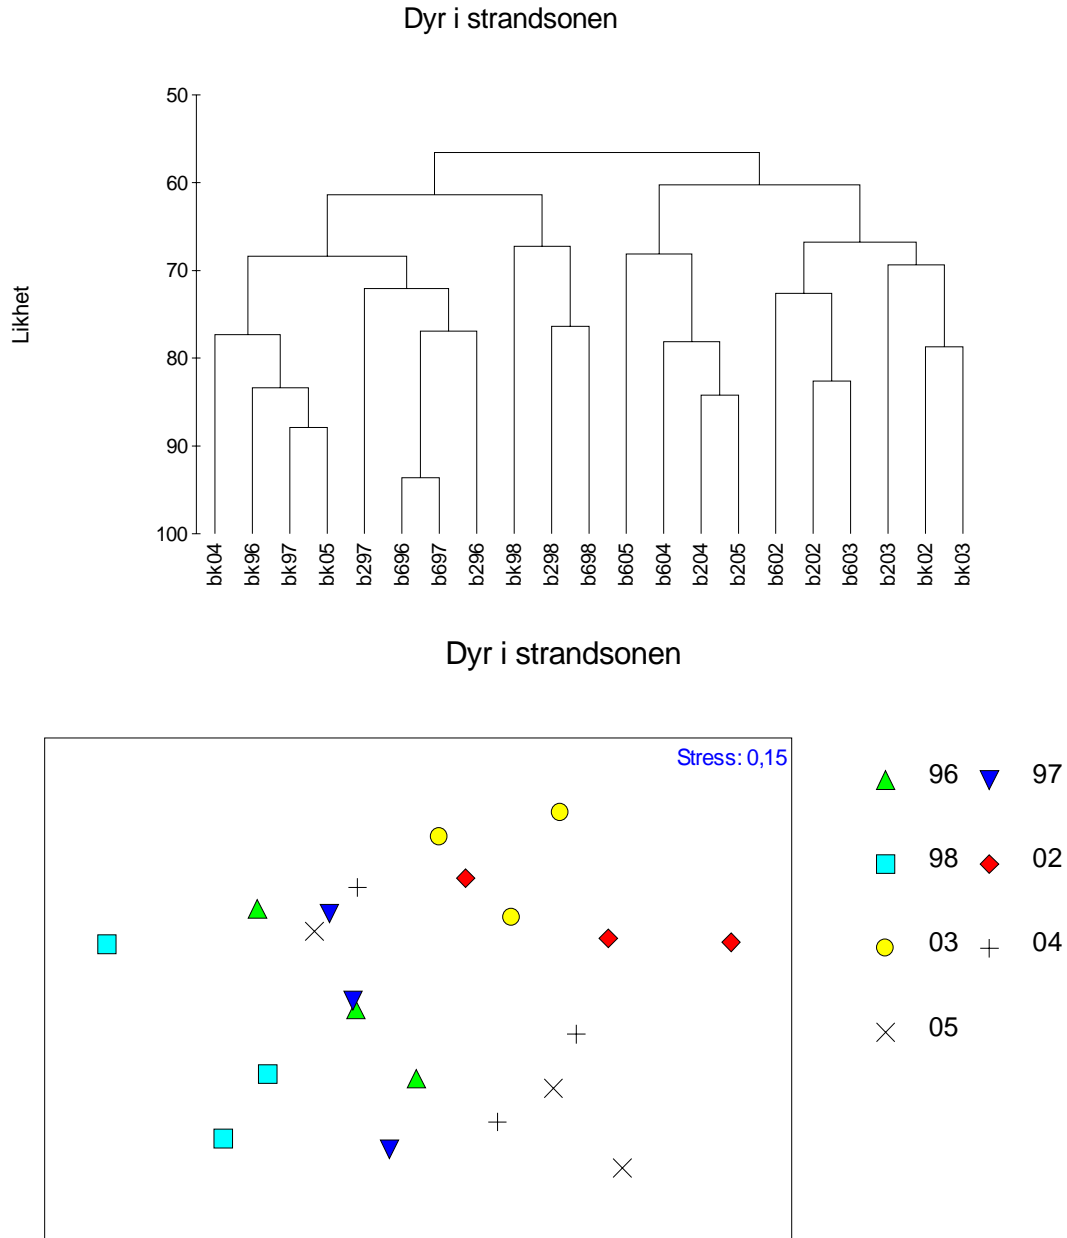 Dyr i strandsonen
50
60
70
80
90
100
Likhet
bk04 bk96 bk97 bk05 b297 b696 b697 b296 bk98 b298 b698 b605 b604 b204 b205 b602 b202 b603 b203 bk02 bk03
Dyr i strandsonen
Stress: 0,15
96 97
98 02
03 04
05